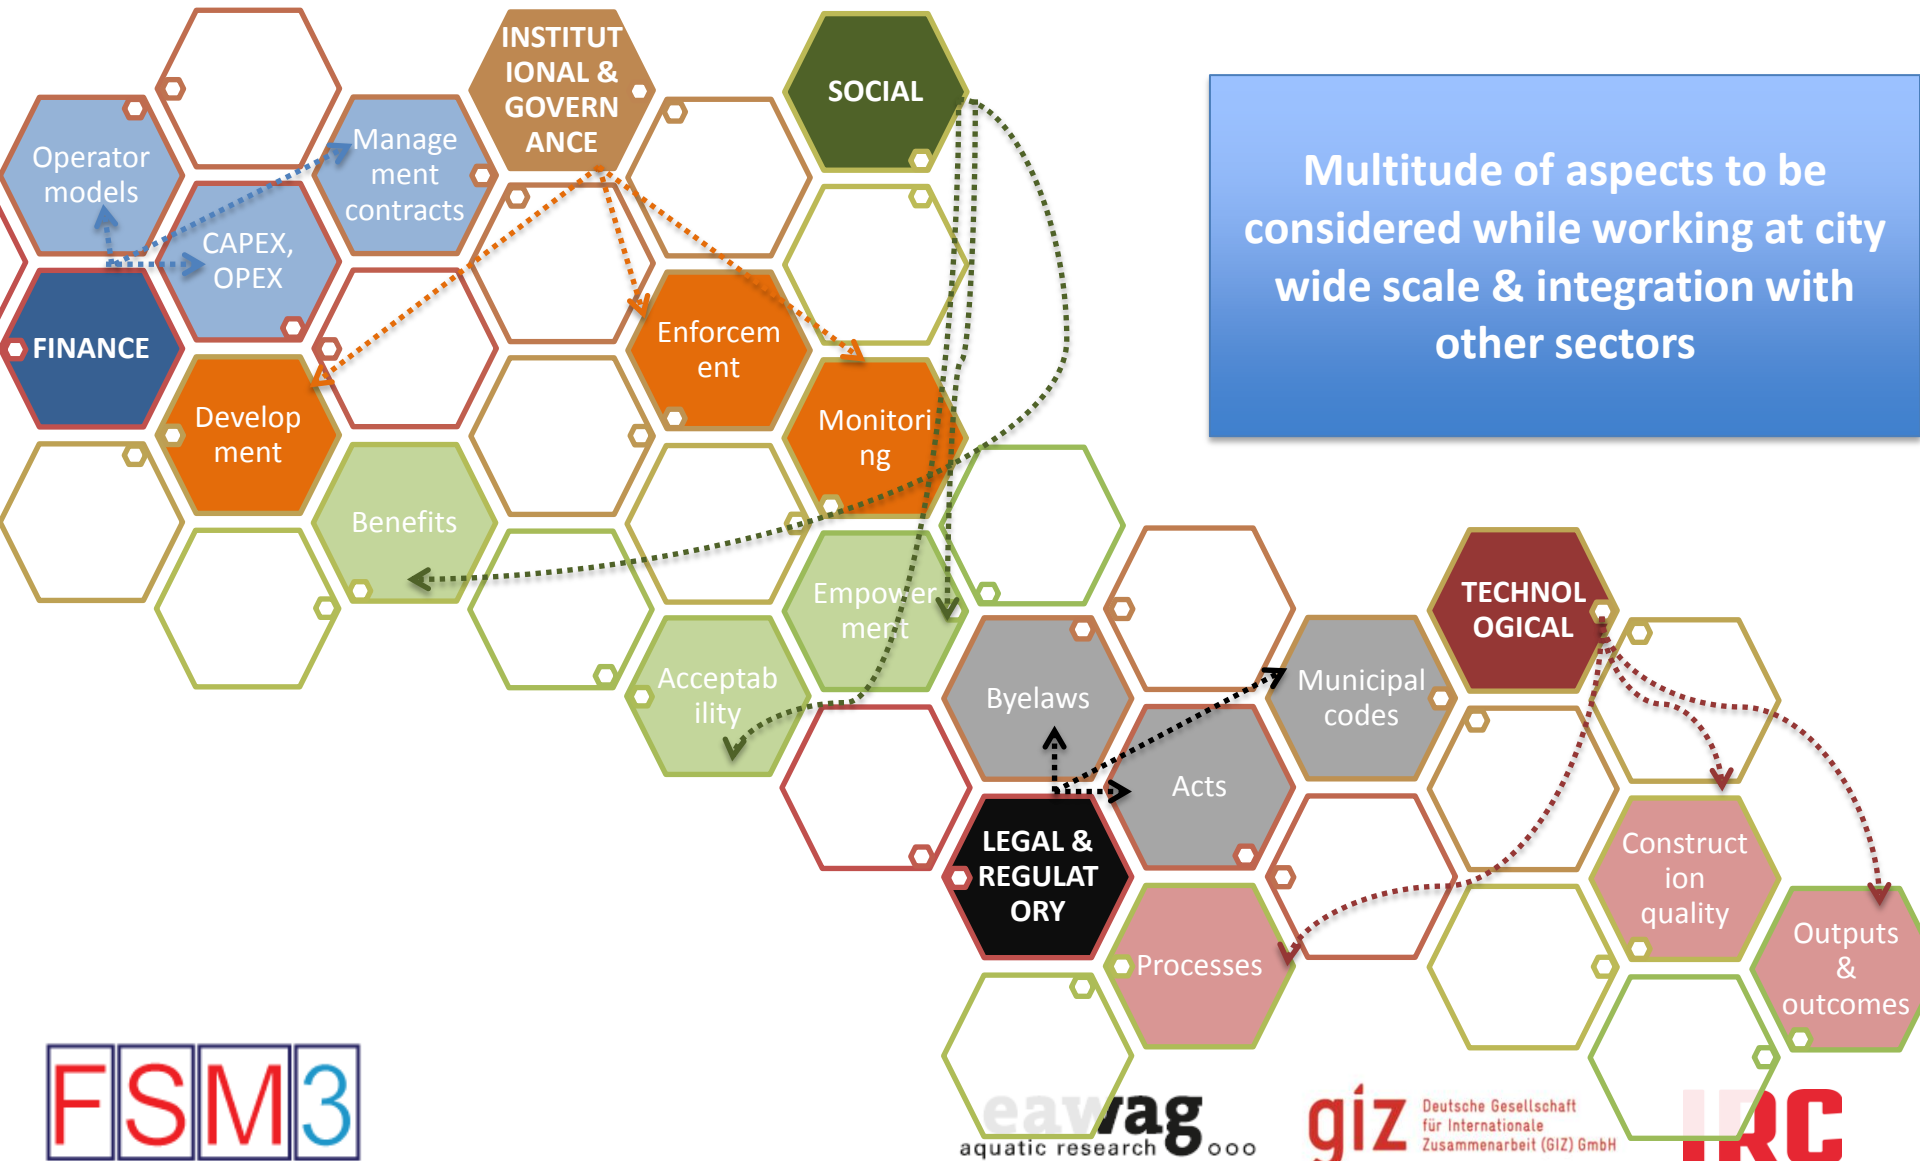 INSTITUT
IONAL &
GOVERN
ANCE
SOCIAL
Operator
models
Manage
ment
contracts
CAPEX,
OPEX
FINANCE
Develop
ment
Enforcem
ent
Monitori
ng
Benefits
Empower
ment
Acceptab
ility
Multitude of aspects to be
considered while working at city
wide scale & integration with
other sectors
Byelaws
Acts
Municipal
codes
TECHNOL
OGICAL
LEGAL &
REGULAT
ORY
Processes
Construct
ion
quality
Outputs
&
outcomes
FSM3
eawag
aquatic research
giz
Deutsche Gesellschaft
für Internationale
Zusammenarbeit (GIZ) GmbH
IRC